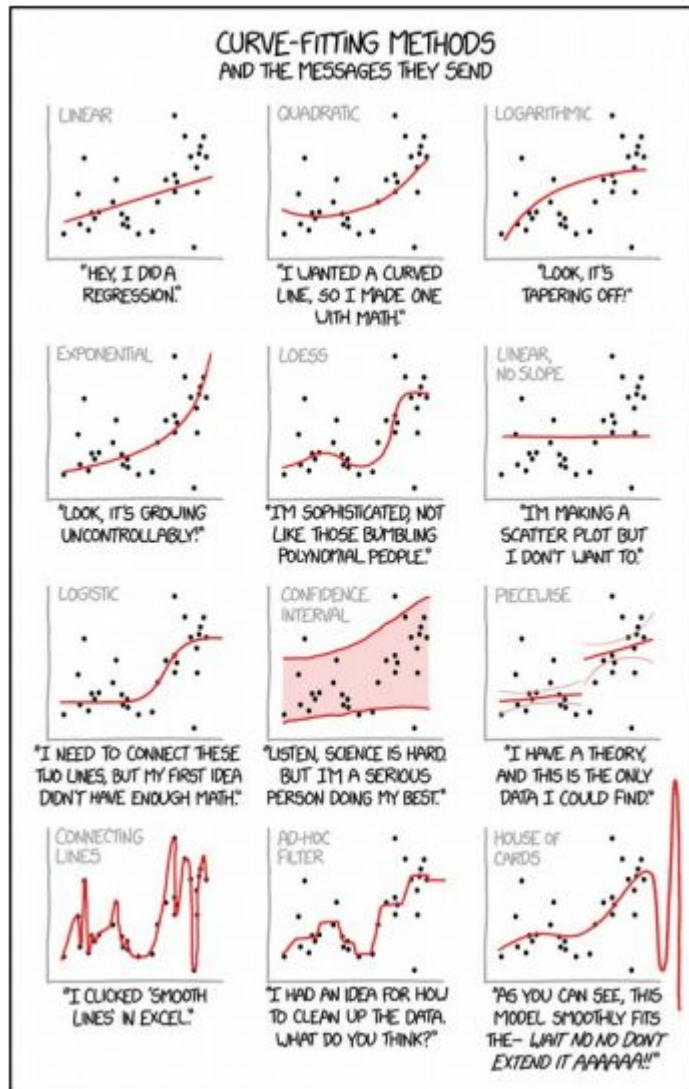 CURVE-FITTING METHODS
AND THE MESSAGES THEY SEND
LINEAR
"HEY, I DID A
REGRESSION."
QUADRATIC
"I WANTED A CURVED
LINE, SO I MADE ONE
WITH MATH."
LOGARITHMIC
"LOOK, IT'S
TAPERING OFF!"
EXPONENTIAL
"LOOK, IT'S GROWING
UNCONTROLLABLY!"
LOESS
"I'M SOPHISTICATED, NOT
LIKE THOSE BUMBLING
POLYNOMIAL PEOPLE."
LINEAR,
NO SLOPE
"I'M MAKING A
SCATTER PLOT BUT
I DON'T WANT TO."
LOGISTIC
"I NEED TO CONNECT THESE
TWO LINES, BUT MY FIRST IDEA
DIDN'T HAVE ENOUGH MATH."
CONFIDENCE
INTERVAL
"LISTEN, SCIENCE IS HARD.
BUT I'M A SERIOUS
PERSON DOING MY BEST."
PIECEWISE
"I HAVE A THEORY,
AND THIS IS THE ONLY
DATA I COULD FIND."
CONNECTING
LINES
"I CLICKED 'SMOOTH
LINES' IN EXCEL."
AD-HOC
FILTER
"I HAD AN IDEA FOR HOW
TO CLEAN UP THE DATA.
WHAT DO YOU THINK?"
HOUSE OF
CARDS
"AS YOU CAN SEE, THIS
MODEL SMOOTHLY FITS
THE- WAIT NO NO DON'T
EXTEND IT AAAAAA!!"